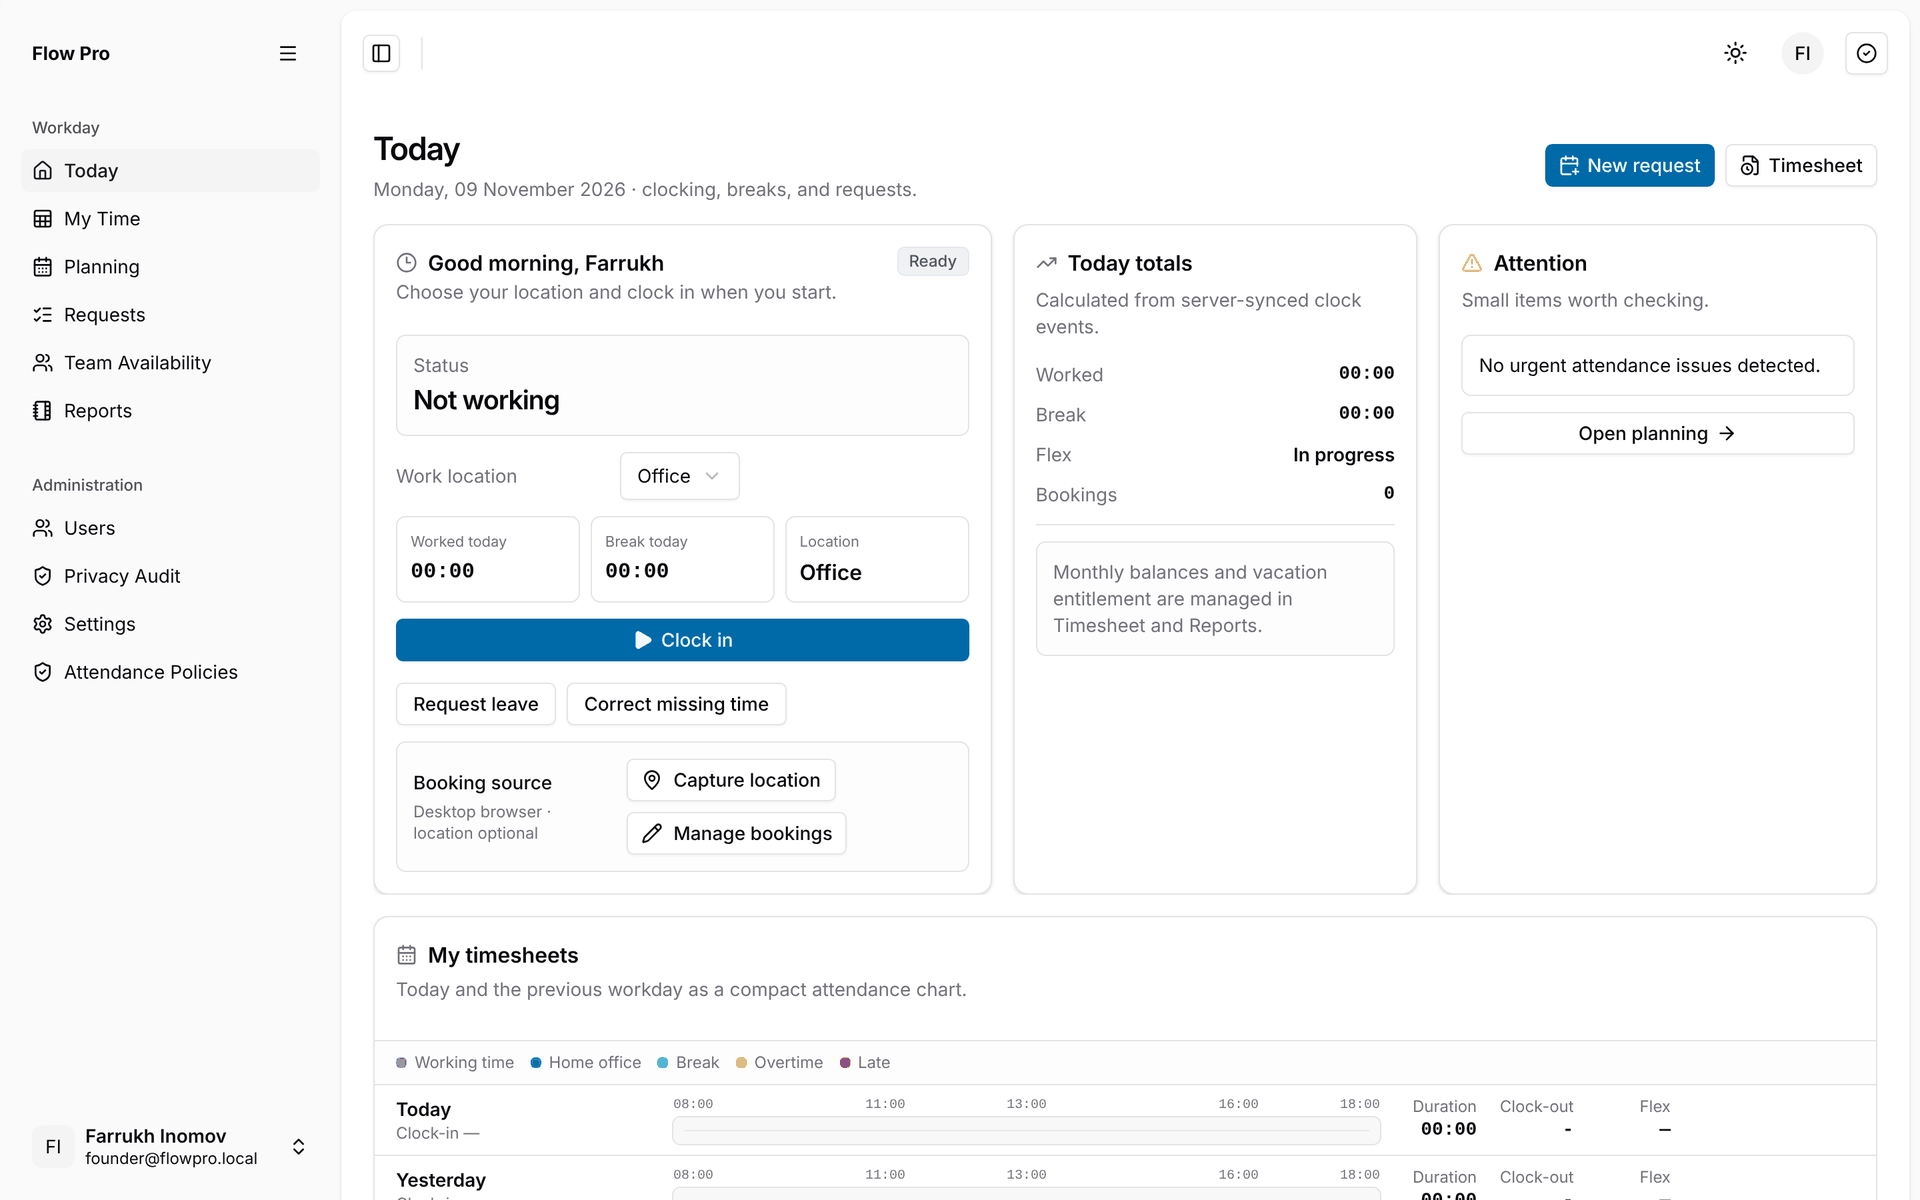 Flow Pro
Workday
Today
My Time
Planning
Requests
Team Availability
Reports
Administration
Users
Privacy Audit
Settings
Attendance Policies
FI
Farrukh Inomov
founder@flowpro.local
FI
Today
Monday, 09 November 2026 · clocking, breaks, and requests.
New request
Timesheet
Good morning, Farrukh
Ready
Choose your location and clock in when you start.
Status
Not working
Work location
Office
Worked today
00:00
Break today
00:00
Location
Office
Clock in
Request leave
Correct missing time
Booking source
Desktop browser ·
location optional
Capture location
Manage bookings
Today totals
Calculated from server-synced clock
events.
Worked 00:00
Break 00:00
Flex In progress
Bookings 0
Monthly balances and vacation
entitlement are managed in
Timesheet and Reports.
Attention
Small items worth checking.
No urgent attendance issues detected.
Open planning
My timesheets
Today and the previous workday as a compact attendance chart.
Working time Home office Break Overtime Late
Today
Clock-in —
08:00 11:00 13:00 16:00 18:00
Duration Clock-out Flex
00:00 - —
Yesterday
08:00 11:00 13:00 16:00 18:00
Duration Clock-out Flex